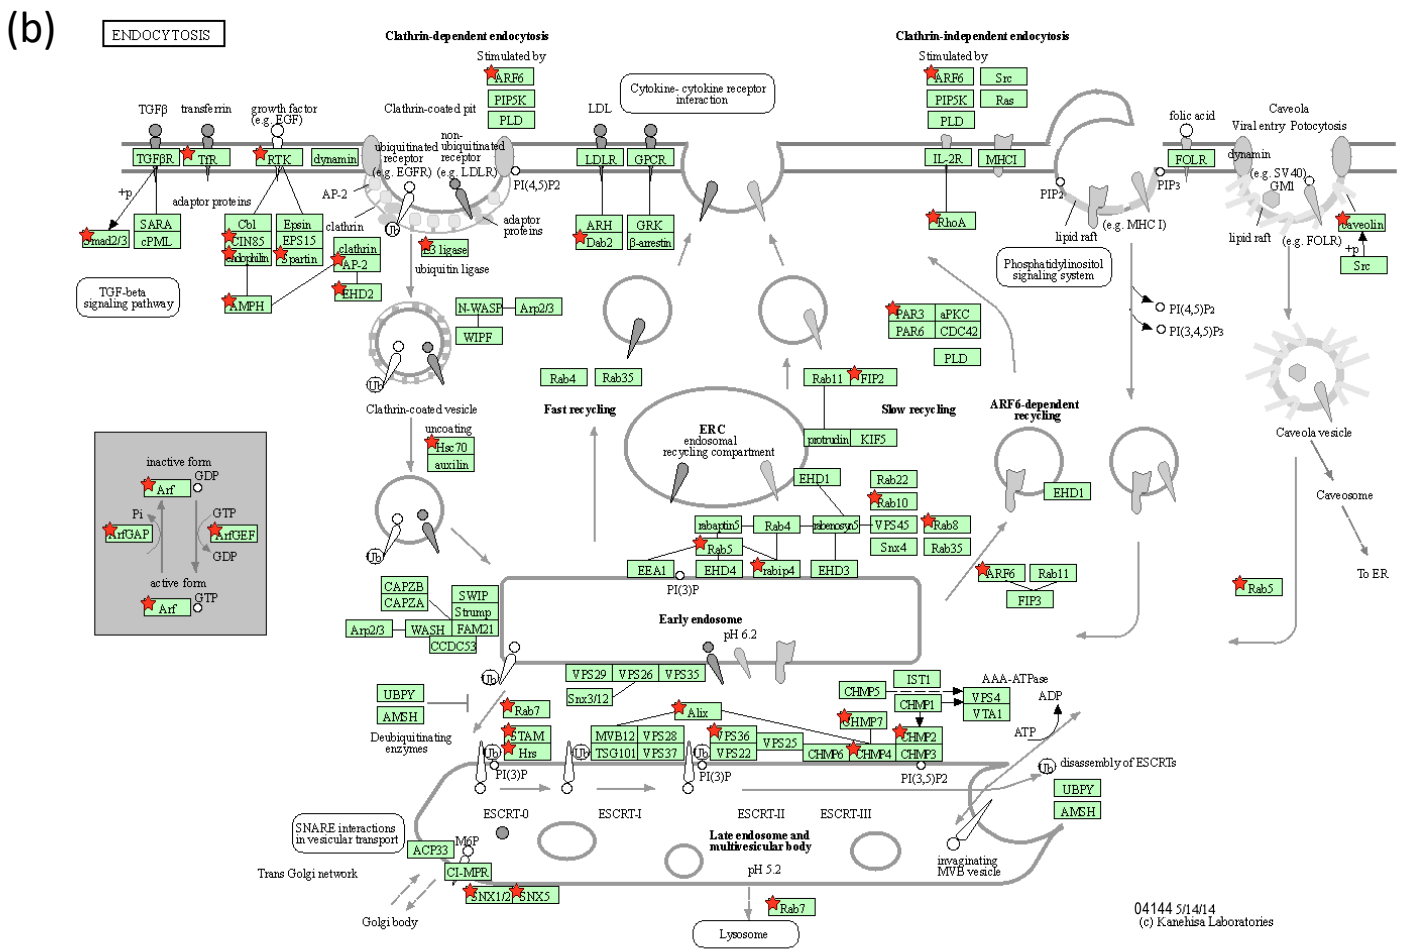 (b)
ENDOCYTOSIS
Clathrin-dependent endocytosis
Clathrin-independent endocytosis
Stimulated by
ARF6
PIP5K
PLD
Stimulated by
ARF6
Src
PIP5K
Ras
PLD
Cytokine- cytokine receptor
interaction
TGFβ
transferrin
growth factor
(e.g. EGF)
Clathrin-coated pit
LDL
folic acid
Caveola
Viral entry
Potocytosis
TGFβR
TfR
RTK
dynamin
ubiquitinated
receptor
(e.g. EGFR)
non-
ubiquitinated
receptor
(e.g. LDLR)
LDLR
GPCR
IL-2R
MHCI
FOLR
dynamin
(e.g. SV40)
GM1
+p
adaptor proteins
AP-2
clathrin
PI(4,5)P2
adaptor
proteins
PIP2
PIP3
Smad2/3
SARA
cPML
Cbl
CIN85
endophilin
Epsin
EPS15
Spartin
AMPH
clathrin
AP-2
EHD2
Ub
E3 ligase
ubiquitin ligase
ARH
Dab2
GRK
β-arrestin
RhoA
lipid raft
(e.g. MHC I)
lipid raft
(e.g. FOLR)
Caveolin
+p
Src
TGF-beta
signaling pathway
Phosphatidylinositol
signaling system
N-WASP
Arp2/3
WIPF
PAR3
aPKC
PAR6
CDC42
PLD
PI(4,5)P2
PI(3,4,5)P3
Ub
Rab4
Rab35
Rab11
FIP2
Clathrin-coated vesicle
Fast recycling
Slow recycling
ARF6-dependent
recycling
uncoating
Hsc70
auxilin
ERC
endosomal
recycling compartment
protrudin
KIF5
Caveola vesicle
inactive form
Arf
GDP
Pi
GTP
ArfGAP
ArfGEF
GDP
active form
Arf
GTP
EHD1
Rab22
Rab10
EHD1
Caveosome
Ub
rabaptin5
Rab4
rabenosyn5
VPS45
Rab8
Rab5
Snx4
Rab35
EEA1
EHD4
rabip4
EHD3
ARF6
Rab11
FIP3
Rab5
To ER
PI(3)P
CAPZB
CAPZA
SWIP
Strump
Arp2/3
WASH
FAM21
CCDC53
Early endosome
pH 6.2
Ub
UBPY
AMSH
Deubiquitinating
enzymes
VPS29
VPS26
VPS35
Snx3/12
IST1
CHMP5
CHMP1
VPS4
VTA1
AAA-ATPase
ADP
ATP
Rab7
Alix
CHMP7
STAM
Hrs
MVB12
VPS28
TSG101
VPS37
VPS36
VPS22
VPS25
CHMP6
CHMP4
CHMP2
CHMP3
Ub
PI(3)P
Ub
Ub
PI(3)P
PI(3,5)P2
Ub
disassembly of ESCRTs
UBPY
AMSH
ESCRT-0
ESCRT-I
ESCRT-II
ESCRT-III
SNARE interactions
in vesicular transport
Late endosome and
multivesicular body
pH 5.2
invaginating
MVB vesicle
ACP33
M6P
CI-MPR
Trans Golgi network
SNX1/2
SNX5
Golgi body
Rab7
Lysosome
04144 5/14/14
(c) Kanehisa Laboratories